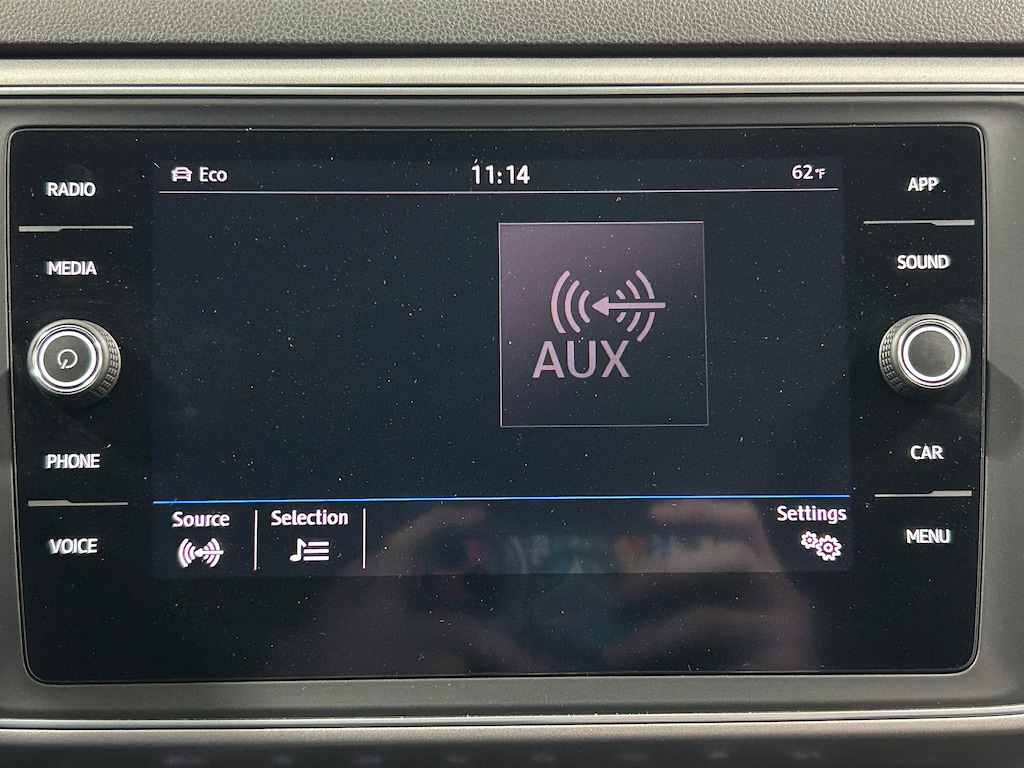 RADIO
MEDIA
PHONE
VOICE
Eco
11:14
62°F
AUX
Source
Selection
Settings
APP
SOUND
CAR
MENU